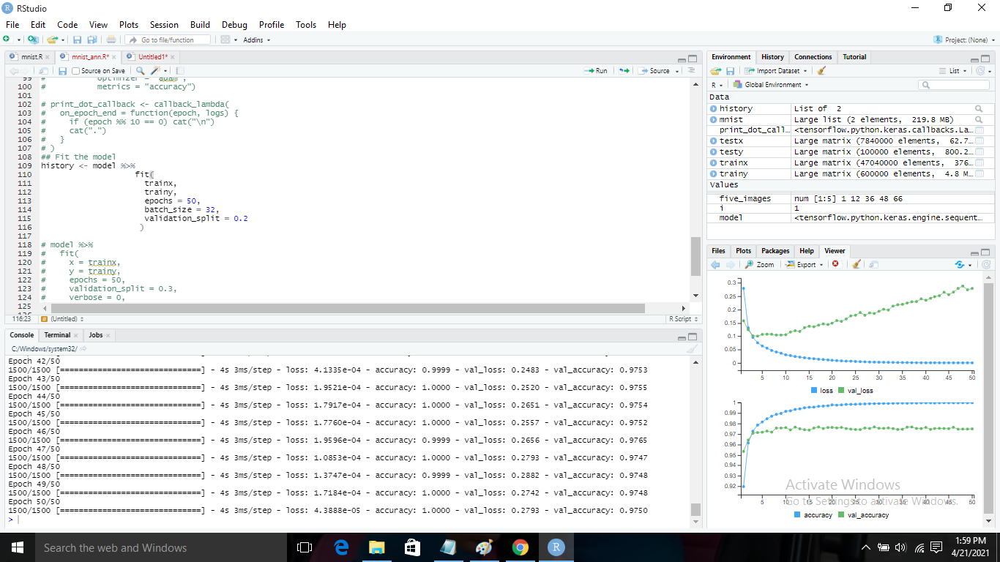 RStudio
File Edit Code View Plots Session Build Debug Profile Tools Help
Go to file/function Addins Project: (None)
mnist.R mnist_ann.R* Untitled1*
Source on Save Run Source
99 # optimizer = "adam",
100 # metrics = "accuracy")
101
102 # print_dot_callback <- callback_lambda(
103 # on_epoch_end = function(epoch, logs) {
104 # if (epoch %% 10 == 0) cat("\n")
105 # cat(".")
106 # }
107 # )
108 ## Fit the model
109 history <- model %>%
110 fit(
111 trainx,
112 trainy,
113 epochs = 50,
114 batch_size = 32,
115 validation_split = 0.2
116 )
117
118 # model %>%
119 # fit(
120 # x = trainx,
121 # y = trainy,
122 # epochs = 50,
123 # validation_split = 0.3,
124 # verbose = 0,
125
116:23 (Untitled) R Script
Console Terminal Jobs
C:/Windows/system32/
Epoch 42/50
1500/1500 [==============================] - 4s 3ms/step - loss: 4.1335e-04 - accuracy: 0.9999 - val_loss: 0.2483 - val_accuracy: 0.9753
Epoch 43/50
1500/1500 [==============================] - 4s 3ms/step - loss: 1.9521e-04 - accuracy: 1.0000 - val_loss: 0.2520 - val_accuracy: 0.9755
Epoch 44/50
1500/1500 [==============================] - 4s 3ms/step - loss: 1.7917e-04 - accuracy: 1.0000 - val_loss: 0.2651 - val_accuracy: 0.9754
Epoch 45/50
1500/1500 [==============================] - 4s 3ms/step - loss: 1.7760e-04 - accuracy: 1.0000 - val_loss: 0.2557 - val_accuracy: 0.9752
Epoch 46/50
1500/1500 [==============================] - 4s 3ms/step - loss: 1.9596e-04 - accuracy: 0.9999 - val_loss: 0.2656 - val_accuracy: 0.9765
Epoch 47/50
1500/1500 [==============================] - 4s 3ms/step - loss: 1.0853e-04 - accuracy: 1.0000 - val_loss: 0.2793 - val_accuracy: 0.9747
Epoch 48/50
1500/1500 [==============================] - 4s 3ms/step - loss: 1.3747e-04 - accuracy: 0.9999 - val_loss: 0.2882 - val_accuracy: 0.9748
Epoch 49/50
1500/1500 [==============================] - 4s 3ms/step - loss: 1.7184e-04 - accuracy: 1.0000 - val_loss: 0.2742 - val_accuracy: 0.9748
Epoch 50/50
1500/1500 [==============================] - 4s 3ms/step - loss: 4.3888e-05 - accuracy: 1.0000 - val_loss: 0.2793 - val_accuracy: 0.9750
>
Environment History Connections Tutorial
Import Dataset List
R Global Environment
Data
history List of 2
mnist Large list (2 elements, 219.8 MB)
print_dot_call… <tensorflow.python.keras.callbacks.La…
testx Large matrix (7840000 elements, 62.7…
testy Large matrix (100000 elements, 800.2…
trainx Large matrix (47040000 elements, 376…
trainy Large matrix (600000 elements, 4.8 M…
Values
five_images num [1:5] 1 12 36 48 66
i 1
model <tensorflow.python.keras.engine.sequent…
Files Plots Packages Help Viewer
Zoom Export
0.3
0.25
0.2
0.15
0.1
0.05
0
5 10 15 20 25 30 35 40 45 50
loss val_loss
1
0.99
0.98
0.97
0.96
0.95
0.94
0.93
0.92
5 10 15 20 25 30 35 40 45 50
accuracy val_accuracy
Activate Windows
Go to Settings to activate Windows.
Search the web and Windows
1:59 PM
4/21/2021